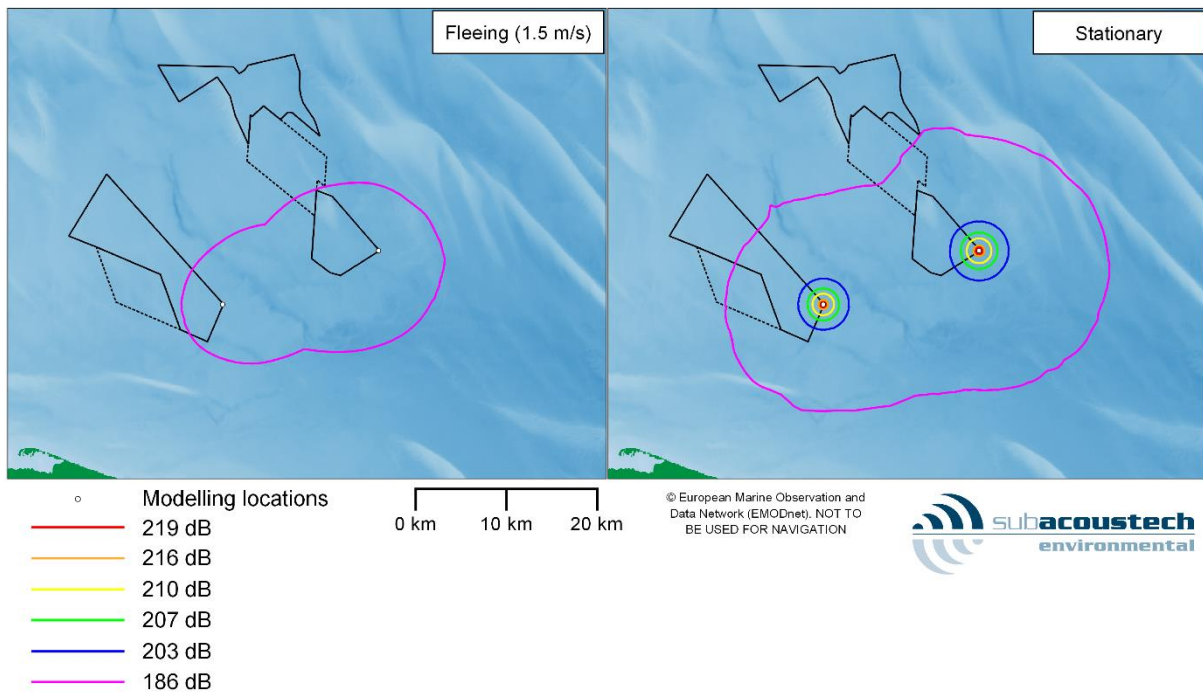 Fleeing (1.5 m/s)
Stationary
Modelling locations
219 dB
216 dB
210 dB
207 dB
203 dB
186 dB
0 km 10 km 20 km
© European Marine Observation and
Data Network (EMODnet). NOT TO
BE USED FOR NAVIGATION
subacoustech
environmental